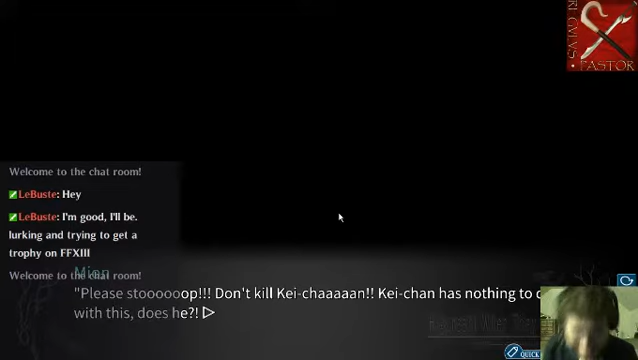 PASTOR
Welcome to the chat room!
LeBuste: Hey
LeBuste: I'm good, I'll be.
lurking and trying to get a
trophy on FFXIII
Welcome to the chat room!
Mion
"Please stoooooop!!! Don't kill Kei-chaaaaan!! Kei-chan has nothing to
with this, does he?!
QUICK